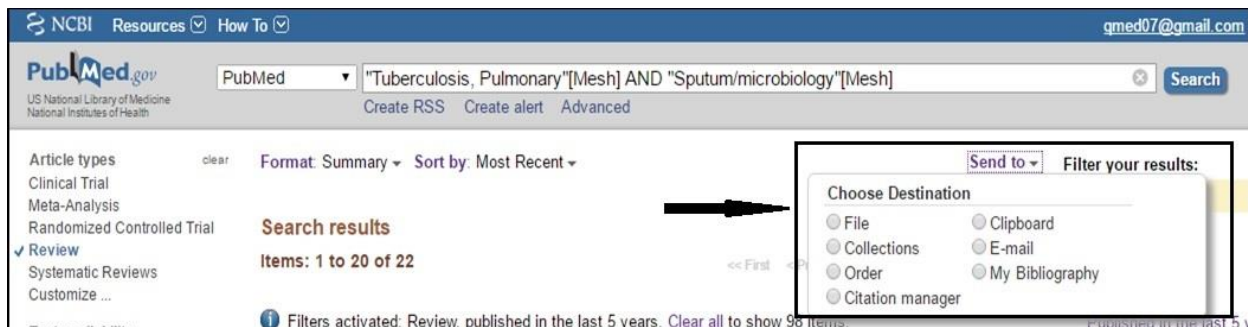 NCBI Resources How To qmed07@gmail.com
PubMed.gov
US National Library of Medicine
National Institutes of Health
PubMed "Tuberculosis, Pulmonary"[Mesh] AND "Sputum/microbiology"[Mesh] Search
Create RSS Create alert Advanced
Article types clear
Clinical Trial
Meta-Analysis
Randomized Controlled Trial
Review
Systematic Reviews
Customize ...
Format: Summary Sort by: Most Recent
Search results
Items: 1 to 20 of 22
<< First
Filters activated: Review, published in the last 5 years. Clear all to show 98 items.
Send to Filter your results:
Choose Destination
File Clipboard
Collections E-mail
Order My Bibliography
Citation manager